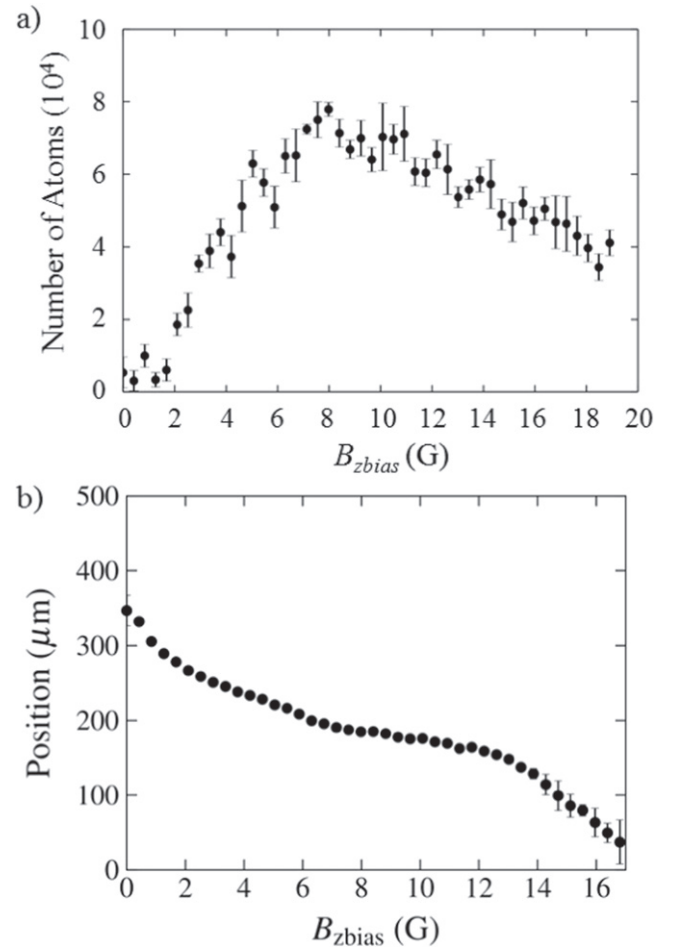 a)
10
8
6
4
2
0
Number of Atoms (10⁴)
0 2 4 6 8 10 12 14 16 18 20
B_zbias (G)
b)
500
400
300
200
100
0
Position (μm)
0 2 4 6 8 10 12 14 16
B_zbias (G)